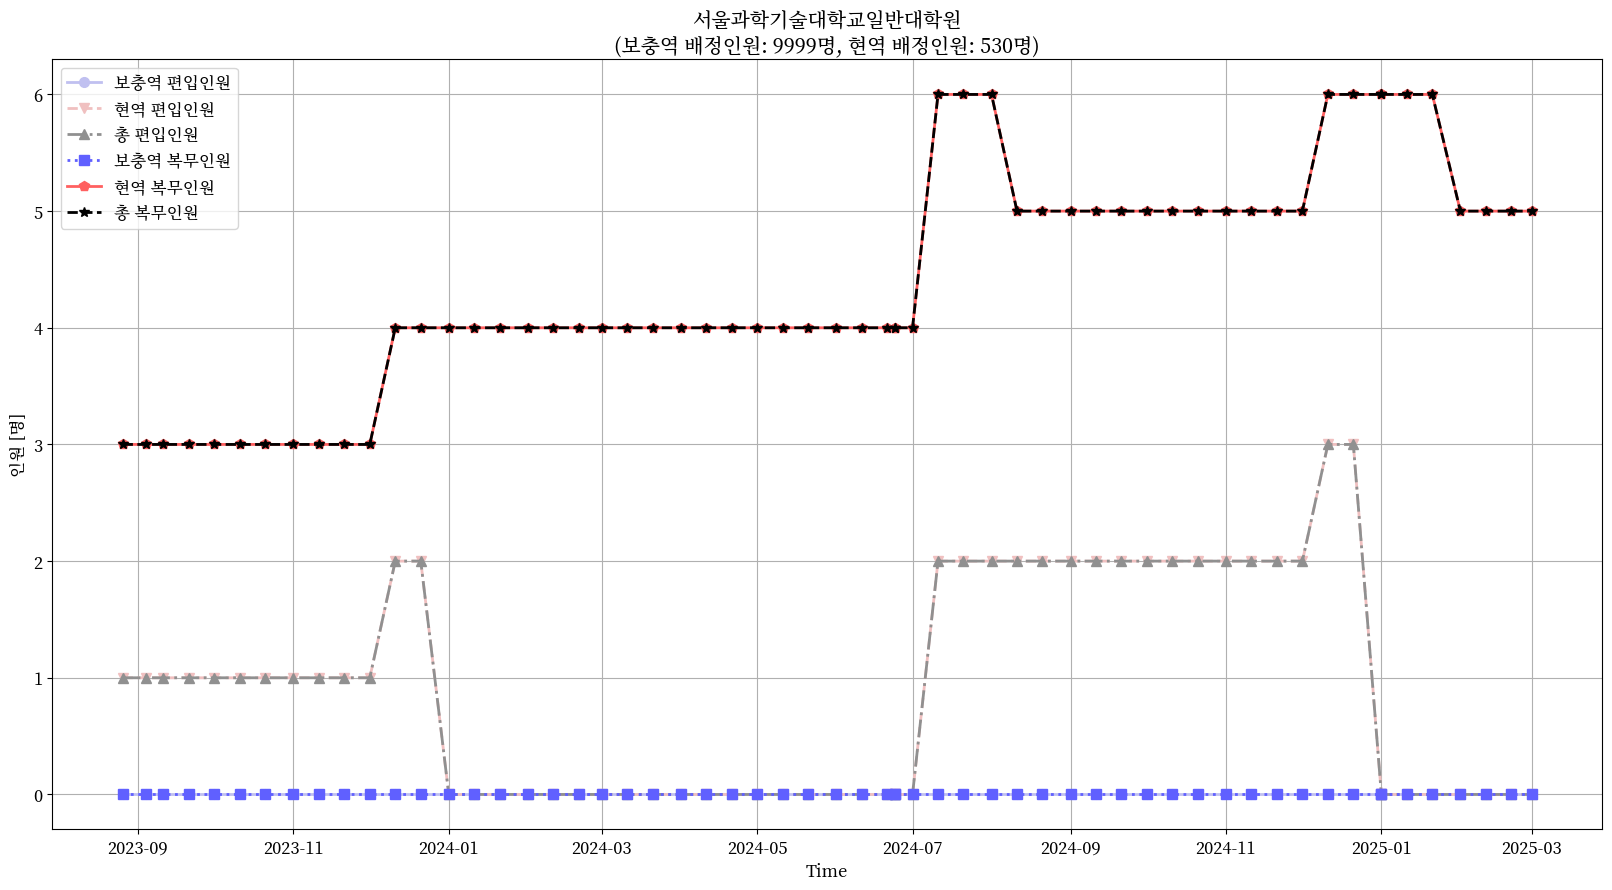 서울과학기술대학교일반대학원
(보충역 배정인원: 9999명, 현역 배정인원: 530명)
보충역 편입인원
현역 편입인원
총 편입인원
보충역 복무인원
현역 복무인원
총 복무인원
인원 [명]
6
5
4
3
2
1
0
2023-09 2023-11 2024-01 2024-03 2024-05 2024-07 2024-09 2024-11 2025-01 2025-03
Time